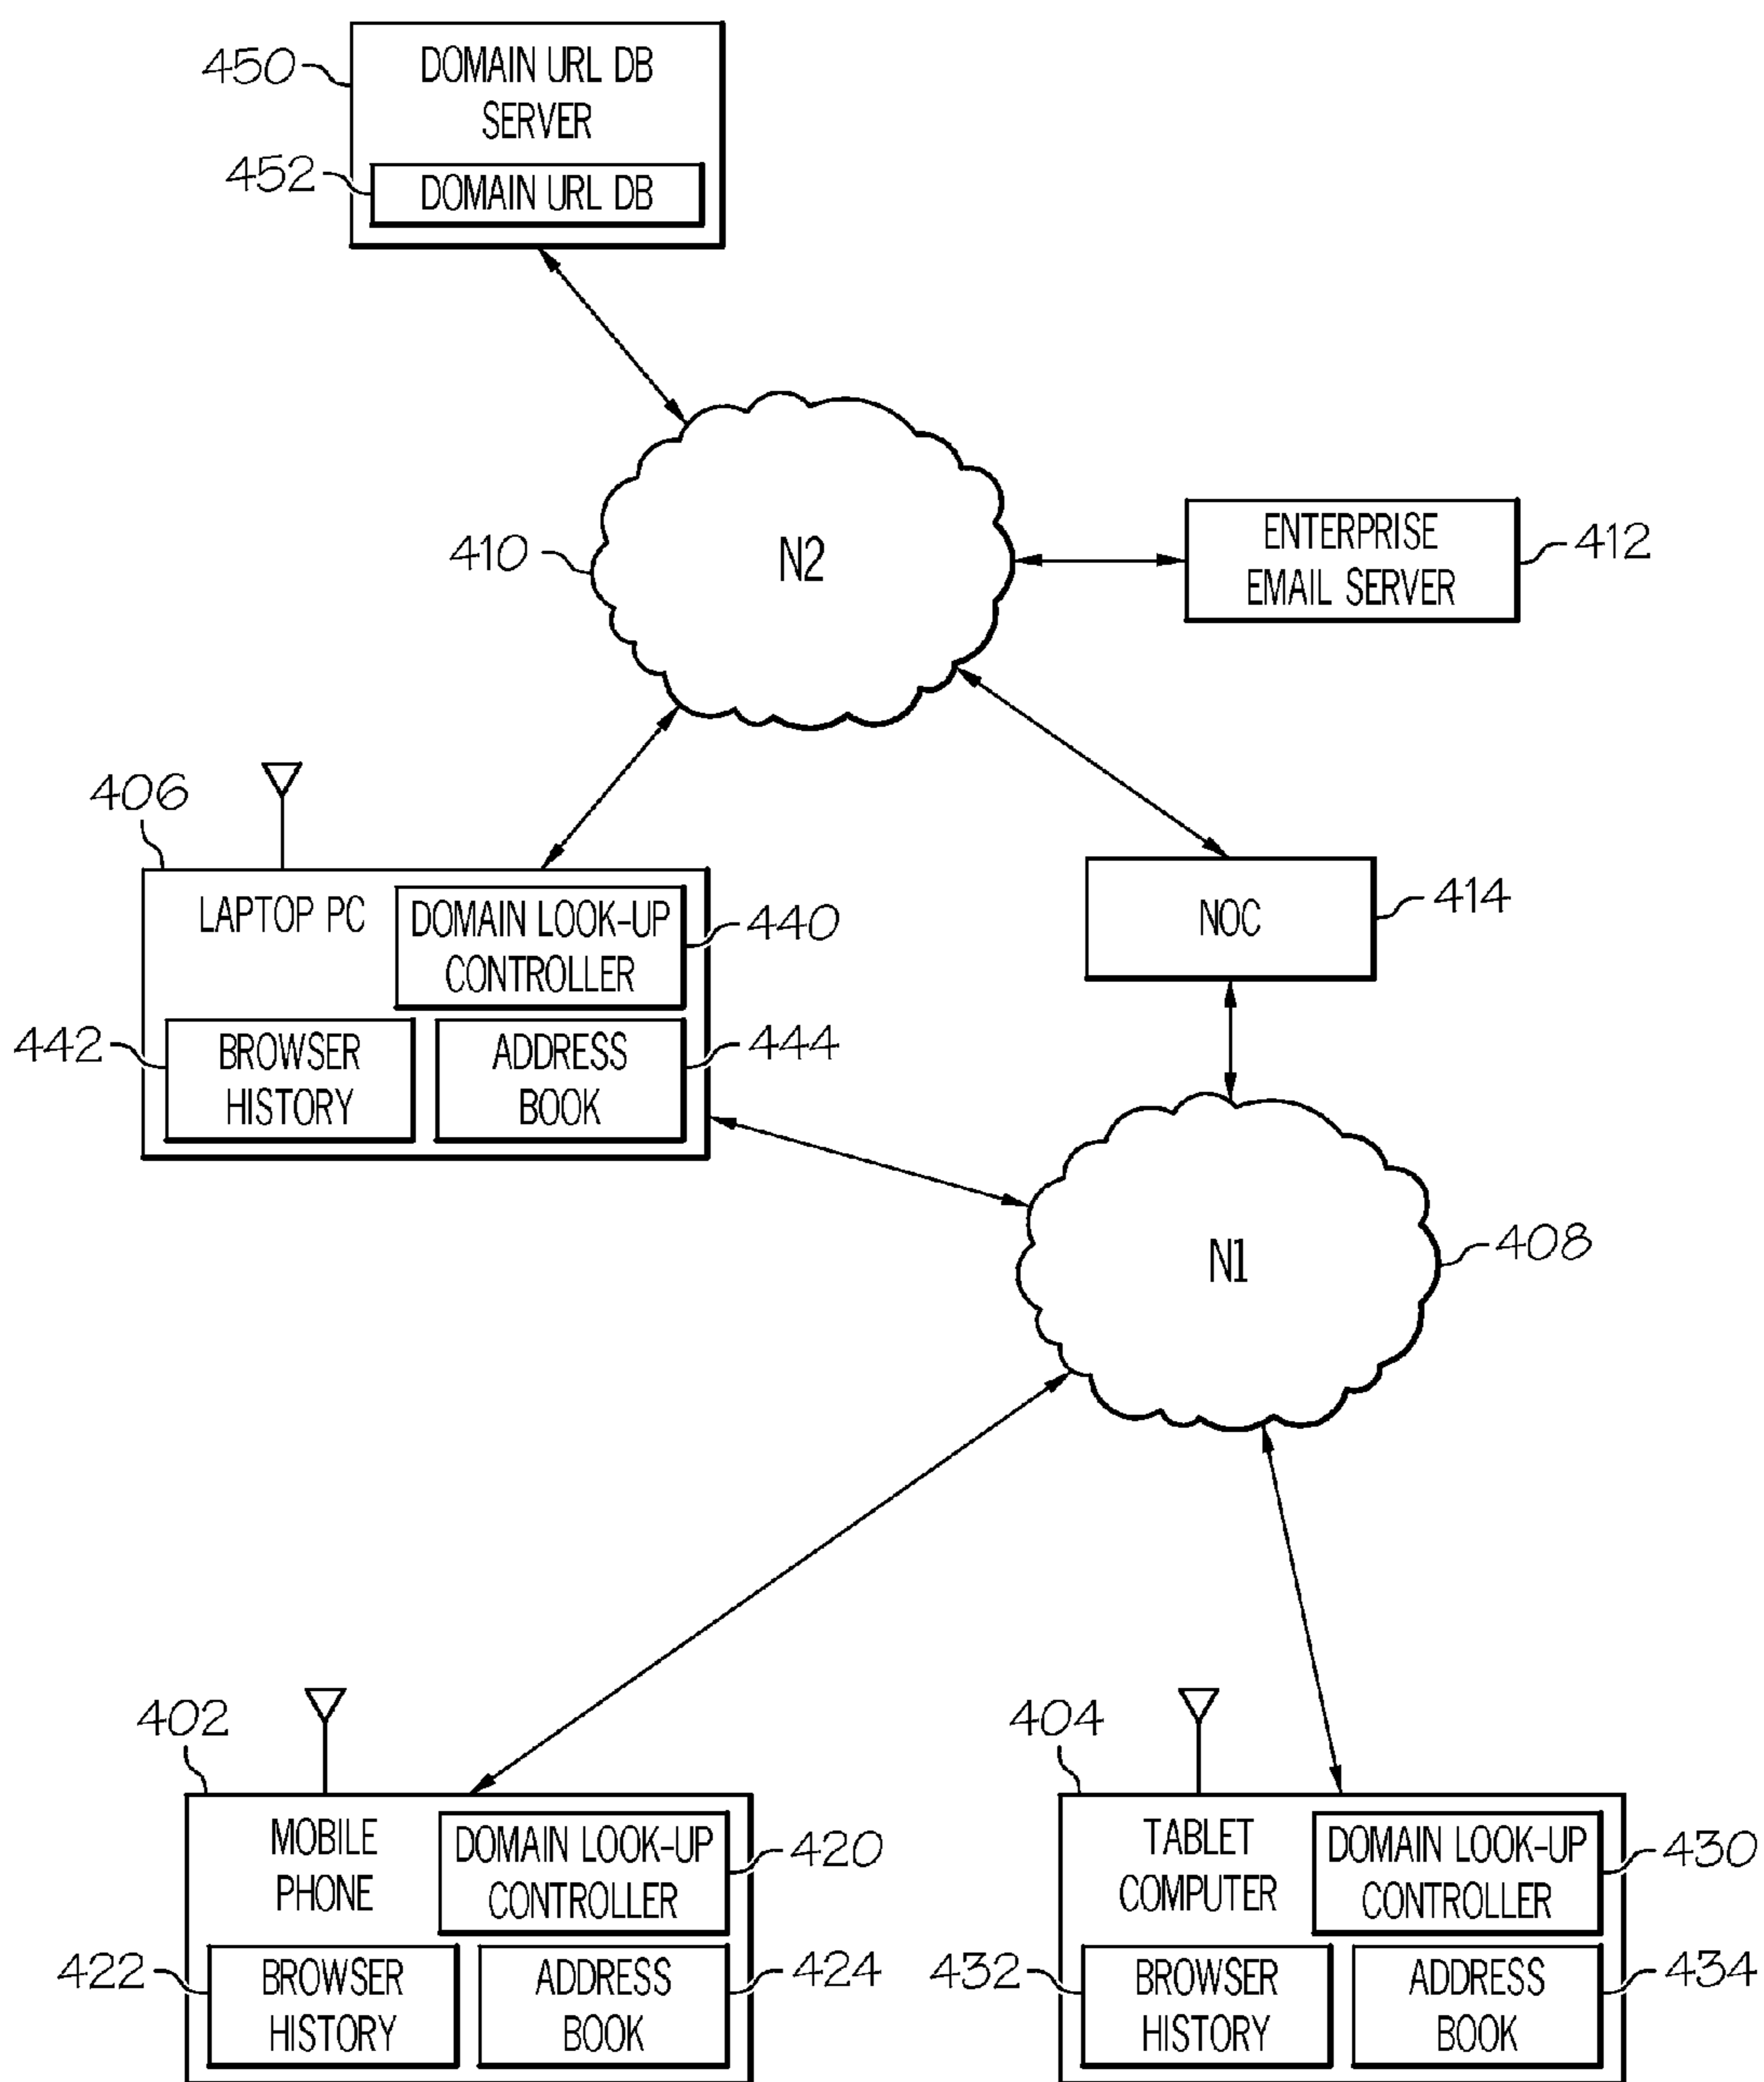 450
DOMAIN URL DB
SERVER
452
DOMAIN URL DB
410
N2
ENTERPRISE
EMAIL SERVER
412
406
LAPTOP PC
DOMAIN LOOK-UP
CONTROLLER
440
442
BROWSER
HISTORY
ADDRESS
BOOK
444
NOC
414
N1
408
402
MOBILE
PHONE
DOMAIN LOOK-UP
CONTROLLER
420
422
BROWSER
HISTORY
ADDRESS
BOOK
424
404
TABLET
COMPUTER
DOMAIN LOOK-UP
CONTROLLER
430
432
BROWSER
HISTORY
ADDRESS
BOOK
434